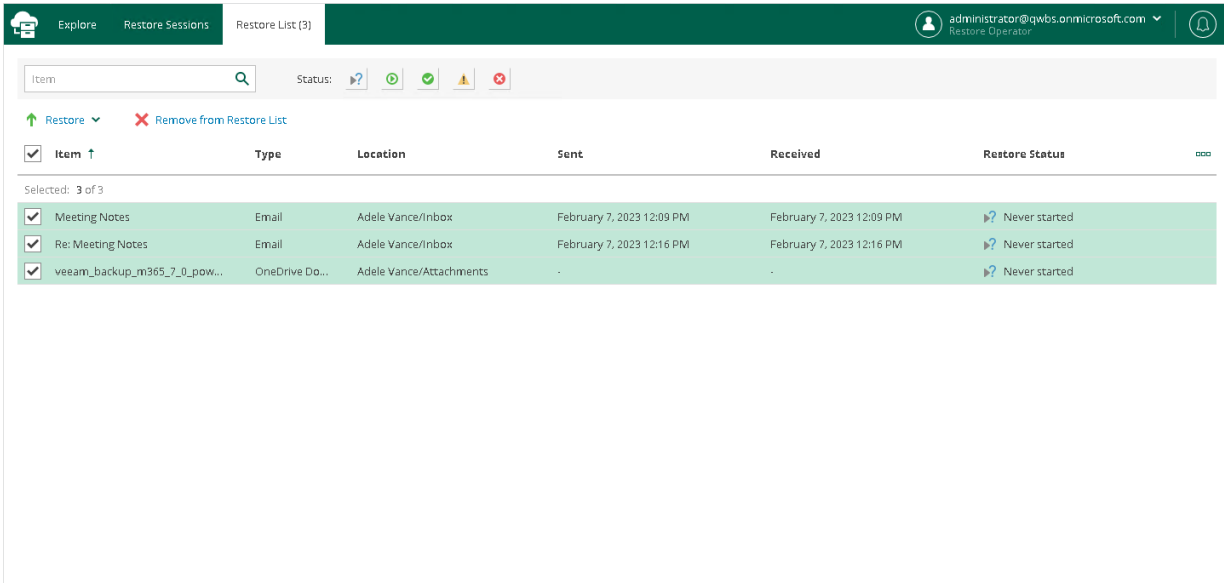 Explore Restore Sessions Restore List (3) administrator@qwbs.onmicrosoft.com
Restore Operator
Item Status:
Restore Remove from Restore List
Item Type Location Sent Received Restore Status
Selected: 3 of 3
Meeting Notes Email Adele Vance/Inbox February 7, 2023 12:09 PM February 7, 2023 12:09 PM Never started
Re: Meeting Notes Email Adele Vance/Inbox February 7, 2023 12:16 PM February 7, 2023 12:16 PM Never started
veeam_backup_m365_7_0_pow... OneDrive Do... Adele Vance/Attachments - - Never started